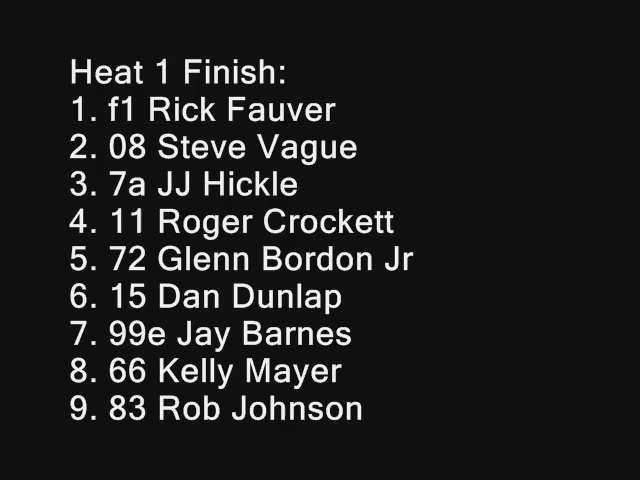 Heat 1 Finish:
1. f1 Rick Fauver
2. 08 Steve Vague
3. 7a JJ Hickle
4. 11 Roger Crockett
5. 72 Glenn Bordon Jr
6. 15 Dan Dunlap
7. 99e Jay Barnes
8. 66 Kelly Mayer
9. 83 Rob Johnson